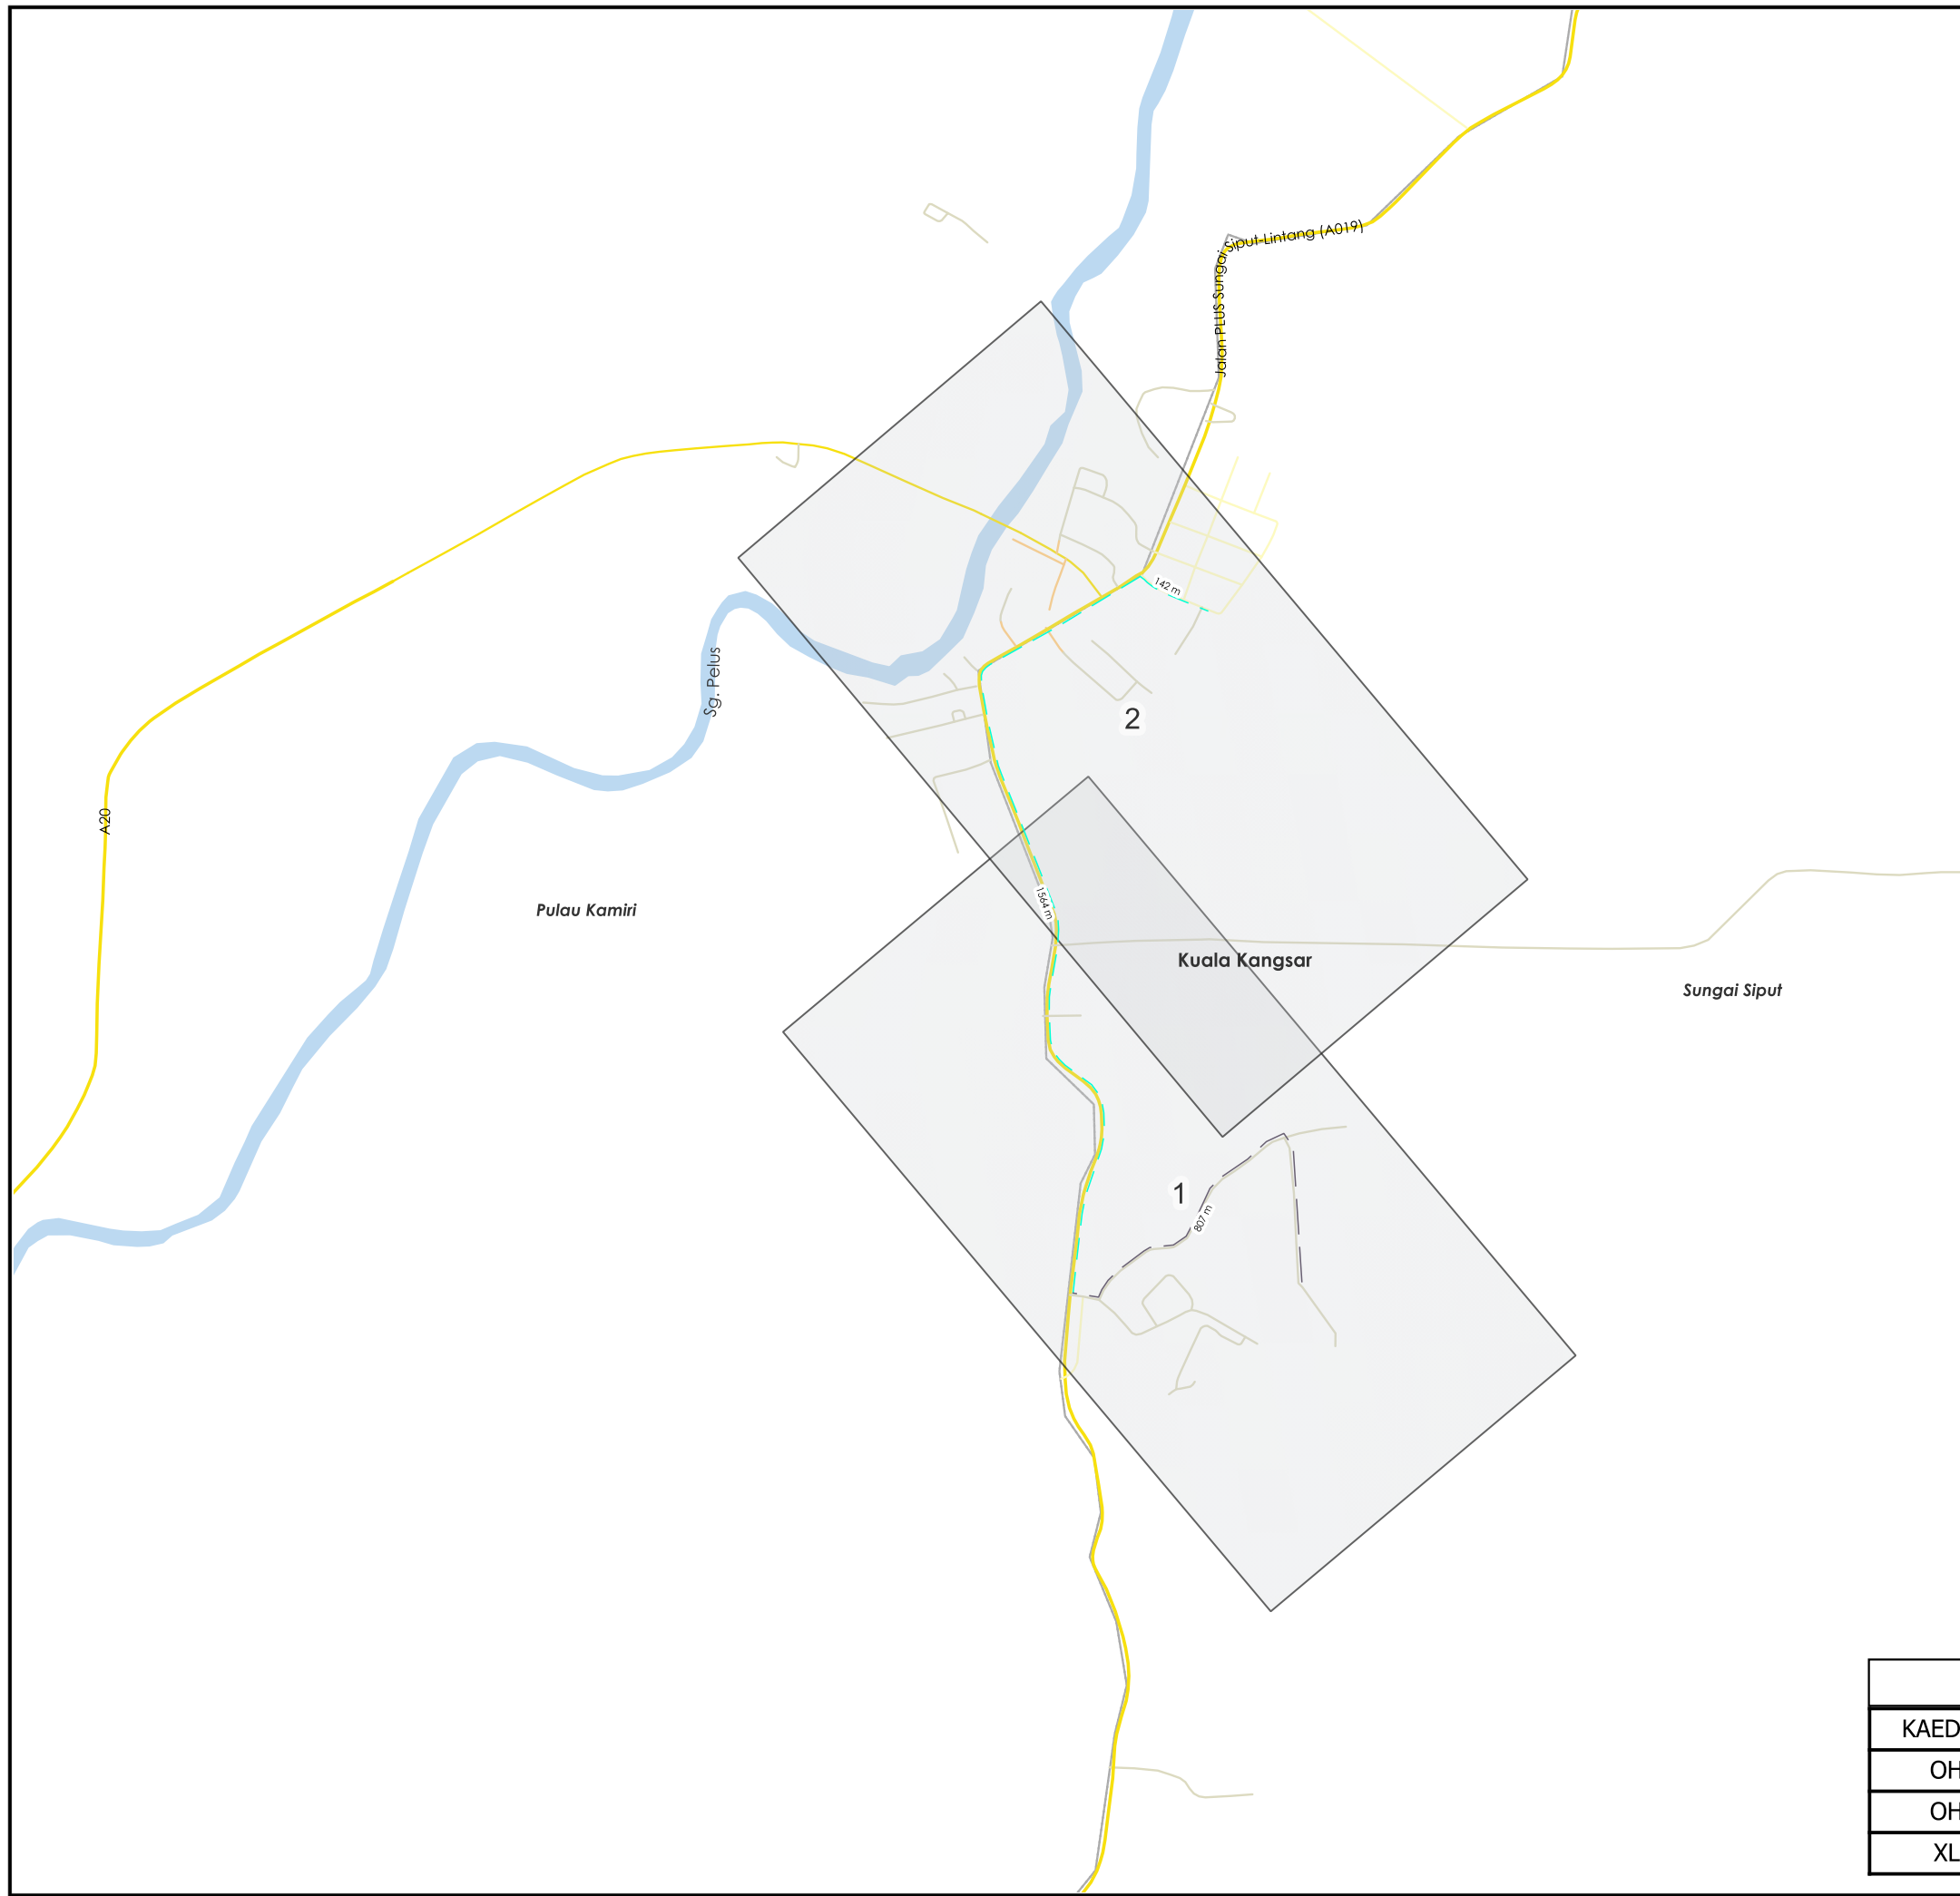 Jalan PLUS Sungai Siput-Lintang (A019)
142 m
Sg. Pelus
2
A20
1564 m
Pulau Kamiri
Kuala Kangsar
Sungai Siput
1
807 m
KAED
OH
OH
XL